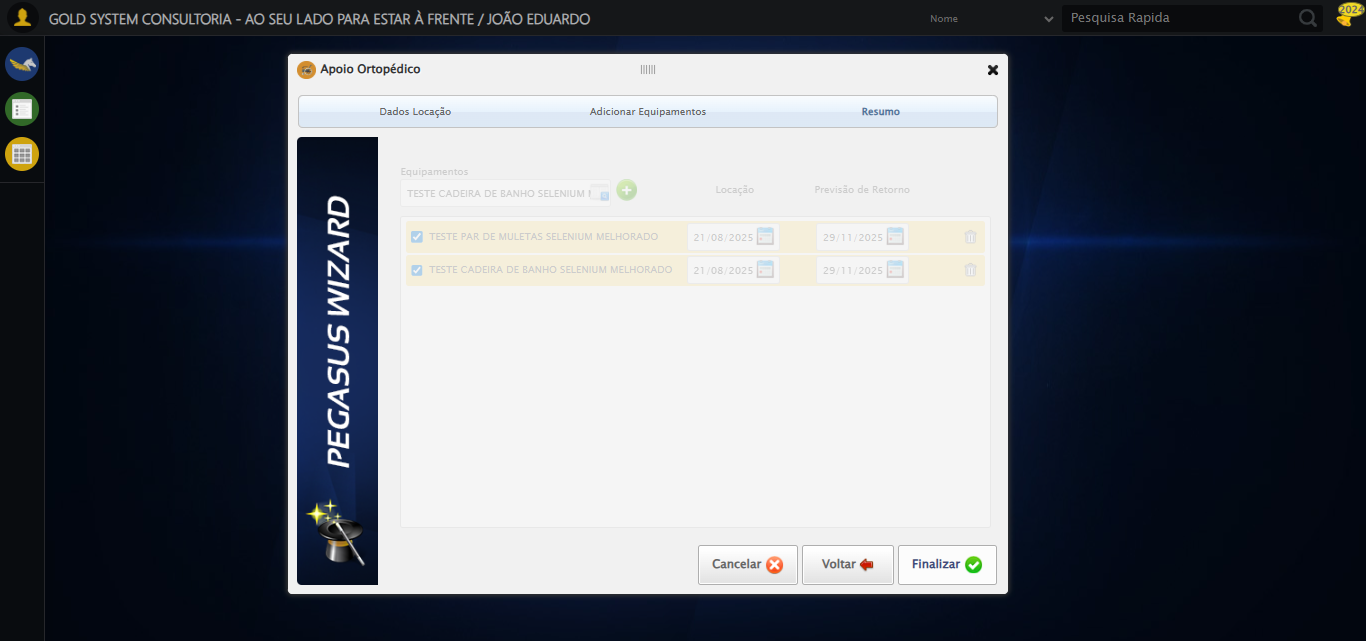 GOLD SYSTEM CONSULTORIA - AO SEU LADO PARA ESTAR À FRENTE / JOÃO EDUARDO
Nome
Pesquisa Rapida
2024
Apoio Ortopédico
Dados Locação
Adicionar Equipamentos
Resumo
PEGASUS WIZARD
Equipamentos
TESTE CADEIRA DE BANHO SELENIUM
Locação
Previsão de Retorno
TESTE PAR DE MULETAS SELENIUM MELHORADO 21/08/2025 29/11/2025
TESTE CADEIRA DE BANHO SELENIUM MELHORADO 21/08/2025 29/11/2025
Cancelar
Voltar
Finalizar